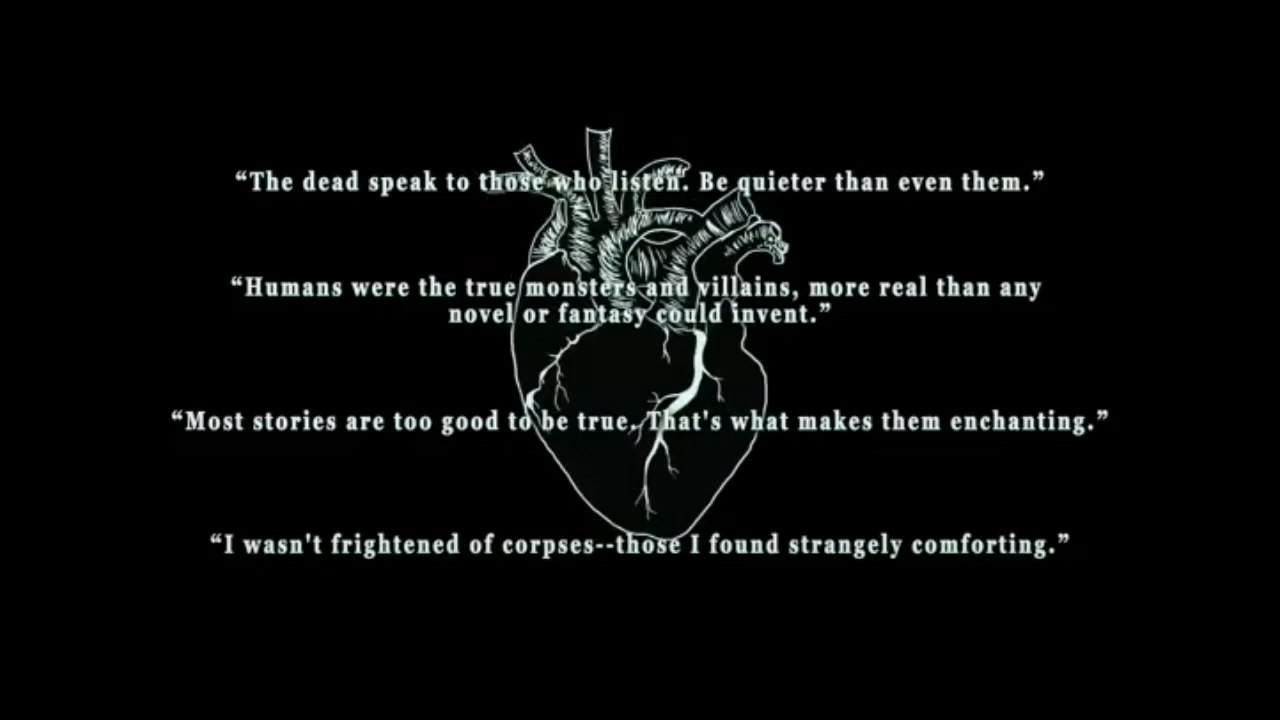 “The dead speak to those who listen. Be quieter than even them.”
“Humans were the true monsters and villains, more real than any
novel or fantasy could invent.”
“Most stories are too good to be true. That's what makes them enchanting.”
“I wasn't frightened of corpses--those I found strangely comforting.”